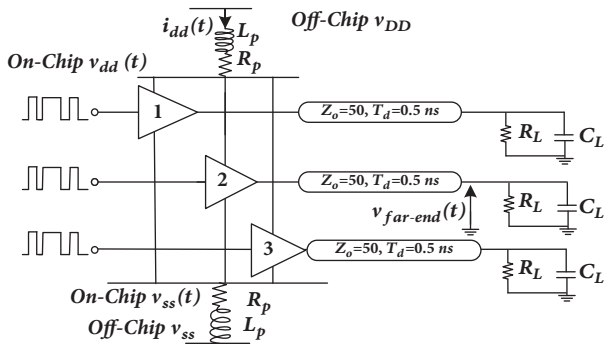 i_dd(t)
L_p
Off-Chip v_DD
On-Chip v_dd (t)
R_p
1
Z_o=50, T_d=0.5 ns
R_L
C_L
2
Z_o=50, T_d=0.5 ns
v_far-end(t)
R_L
C_L
3
Z_o=50, T_d=0.5 ns
R_L
C_L
On-Chip v_ss(t)
R_p
Off-Chip v_ss
L_p